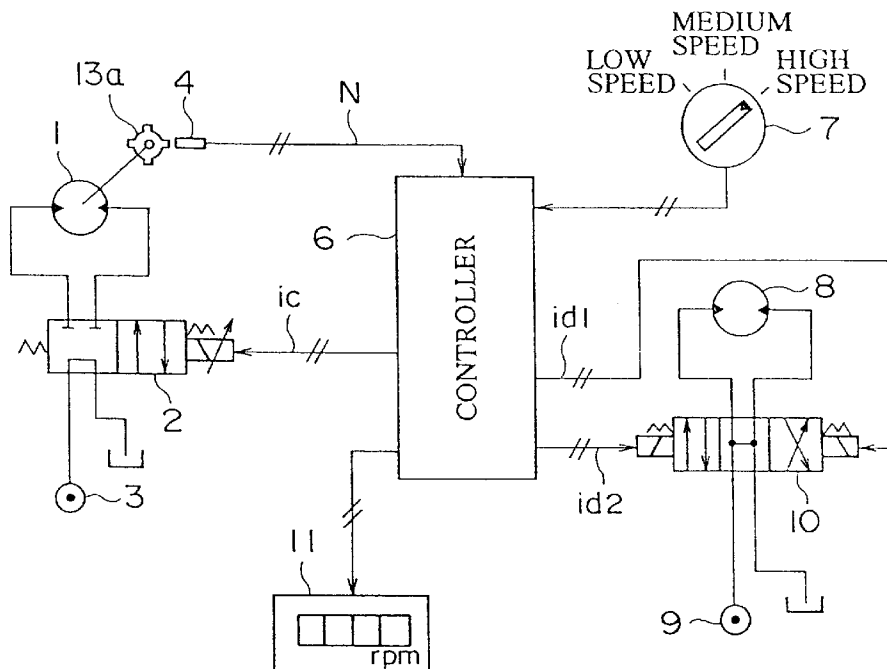 MEDIUM
SPEED
LOW
SPEED
HIGH
SPEED
13a
4
N
7
1
6
CONTROLLER
8
ic
id1
2
id2
10
3
11
9
rpm